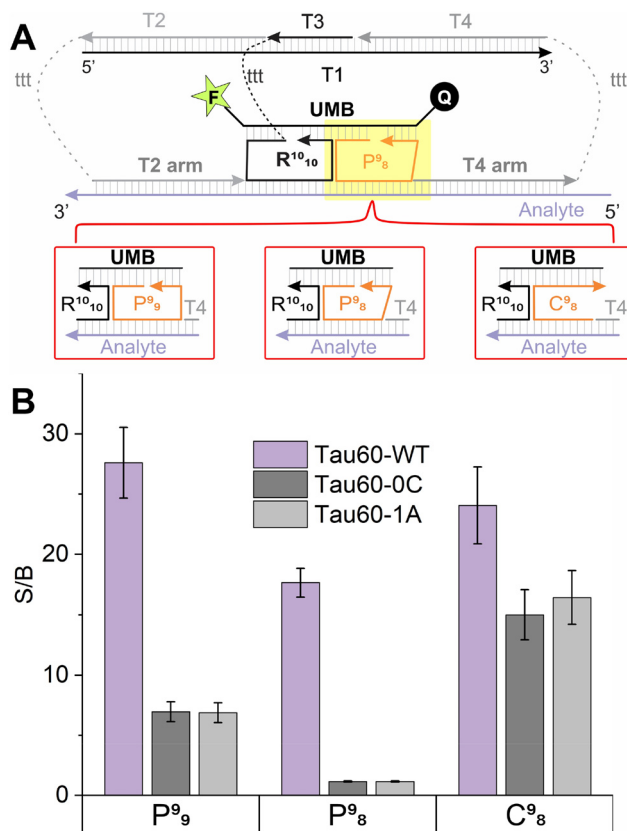 A
T2 T3 T4
5' T1 3'
ttt ttt ttt
F UMB Q
R¹⁰₁₀ P⁹₈
T2 arm T4 arm
3' Analyte 5'
UMB UMB UMB
R¹⁰₁₀ P⁹₉ T4 R¹⁰₁₀ P⁹₈ T4 R¹⁰₁₀ C⁹₈ T4
Analyte Analyte Analyte
B
30
20
10
0
S/B
Tau60-WT
Tau60-0C
Tau60-1A
P⁹₉ P⁹₈ C⁹₈